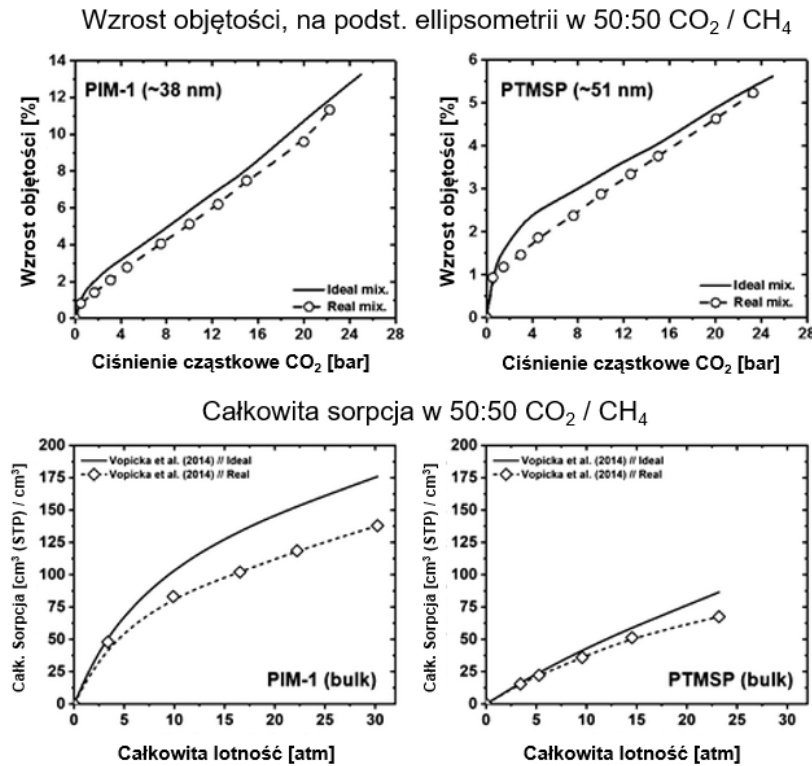 Wzrost objętości, na podst. ellipsometrii w 50:50 CO₂ / CH₄
14
12
10
8
6
4
2
0
Wzrost objętości [%]
PIM-1 (~38 nm)
Ideal mix.
Real mix.
0 4 8 12 16 20 24 28
Ciśnienie cząstkowe CO₂ [bar]
6
5
4
3
2
1
0
Wzrost objętości [%]
PTMSP (~51 nm)
Ideal mix.
Real mix.
0 4 8 12 16 20 24 28
Ciśnienie cząstkowe CO₂ [bar]
Całkowita sorpcja w 50:50 CO₂ / CH₄
200
175
150
125
100
75
50
25
0
Całk. Sorpcja [cm³ (STP) / cm³]
Vopicka et al. (2014) // Ideal
Vopicka et al. (2014) // Real
PIM-1 (bulk)
0 5 10 15 20 25 30
Całkowita lotność [atm]
200
175
150
125
100
75
50
25
0
Całk. Sorpcja [cm³ (STP) / cm³]
Vopicka et al. (2014) // Ideal
Vopicka et al. (2014) // Real
PTMSP (bulk)
0 5 10 15 20 25 30
Całkowita lotność [atm]